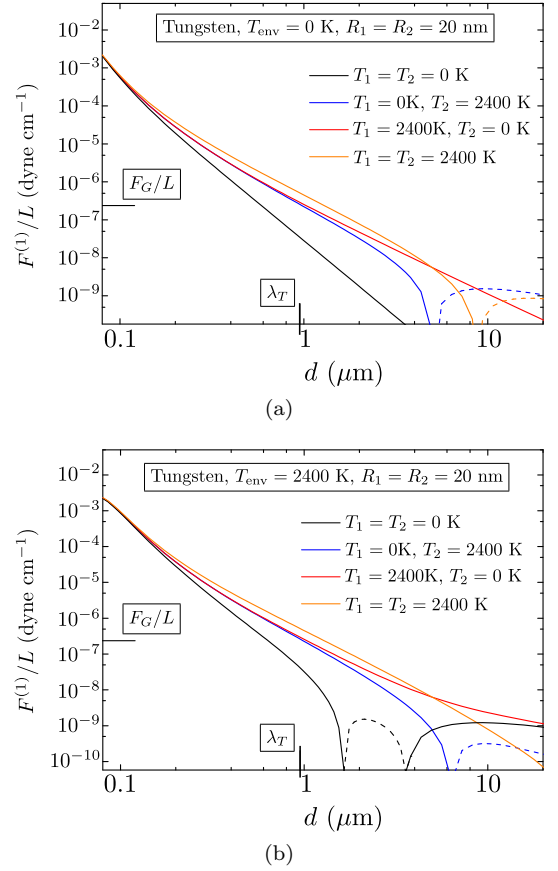 Tungsten, T_env = 0 K, R_1 = R_2 = 20 nm
T_1 = T_2 = 0 K
T_1 = 0K, T_2 = 2400 K
T_1 = 2400K, T_2 = 0 K
T_1 = T_2 = 2400 K
F^(1)/L (dyne cm^−1)
10^−2
10^−3
10^−4
10^−5
10^−6
10^−7
10^−8
10^−9
F_G/L
λ_T
0.1 1 10
d (μm)
(a)
Tungsten, T_env = 2400 K, R_1 = R_2 = 20 nm
T_1 = T_2 = 0 K
T_1 = 0K, T_2 = 2400 K
T_1 = 2400K, T_2 = 0 K
T_1 = T_2 = 2400 K
F^(1)/L (dyne cm^−1)
10^−2
10^−3
10^−4
10^−5
10^−6
10^−7
10^−8
10^−9
10^−10
F_G/L
λ_T
0.1 1 10
d (μm)
(b)